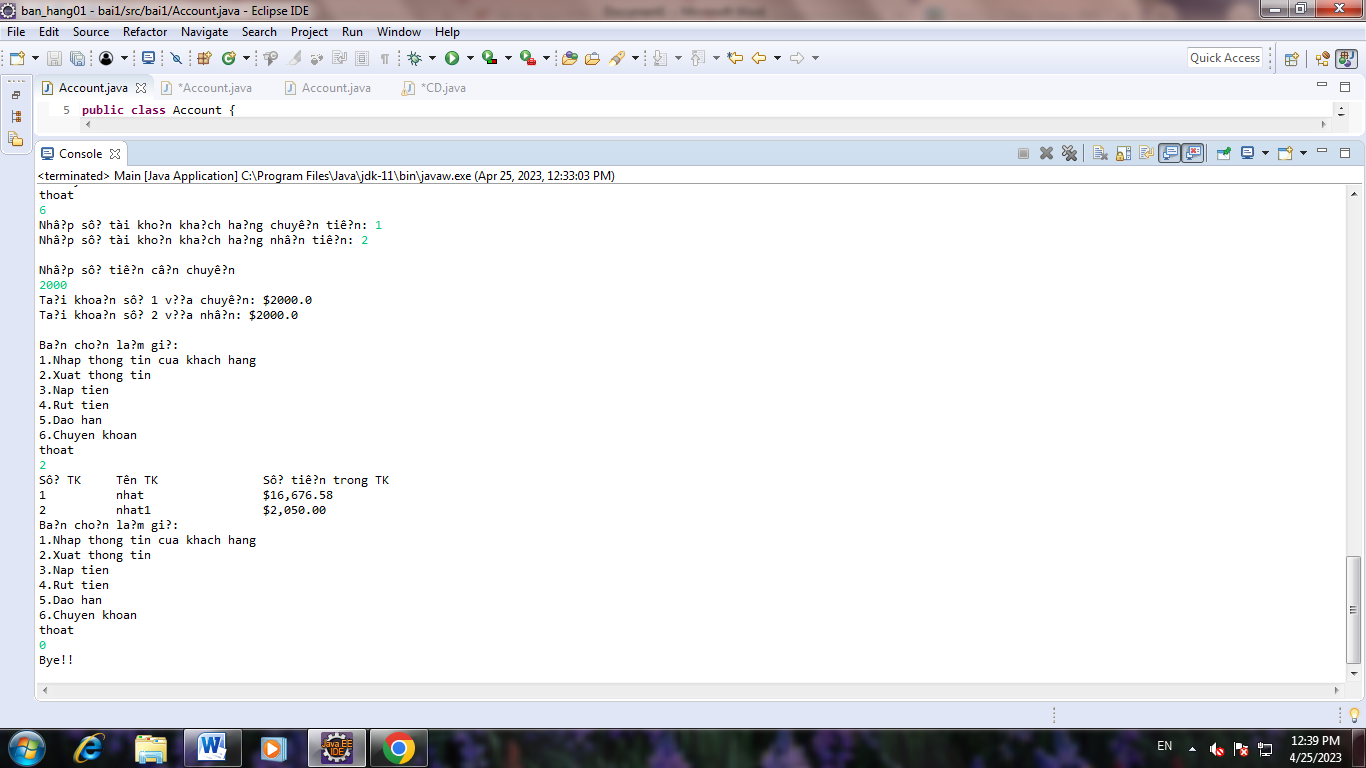 ban_hang01 - bai1/src/bai1/Account.java - Eclipse IDE
File Edit Source Refactor Navigate Search Project Run Window Help
Quick Access
Account.java *Account.java Account.java *CD.java
5 public class Account {
Console
<terminated> Main [Java Application] C:\Program Files\Java\jdk-11\bin\javaw.exe (Apr 25, 2023, 12:33:03 PM)
thoat
6
Nhâ?p sô? tài kho?n kha?ch ha?ng chuyê?n tiê?n: 1
Nhâ?p sô? tài kho?n kha?ch ha?ng nhâ?n tiê?n: 2
Nhâ?p sô? tiê?n câ?n chuyê?n
2000
Ta?i khoa?n sô? 1 v??a chuyê?n: $2000.0
Ta?i khoa?n sô? 2 v??a nhâ?n: $2000.0
Ba?n cho?n la?m gi?:
1.Nhap thong tin cua khach hang
2.Xuat thong tin
3.Nap tien
4.Rut tien
5.Dao han
6.Chuyen khoan
thoat
2
Sô? TK Tên TK Sô? tiê?n trong TK
1 nhat $16,676.58
2 nhat1 $2,050.00
Ba?n cho?n la?m gi?:
1.Nhap thong tin cua khach hang
2.Xuat thong tin
3.Nap tien
4.Rut tien
5.Dao han
6.Chuyen khoan
thoat
0
Bye!!
Java EE
IDE
EN
12:39 PM
4/25/2023